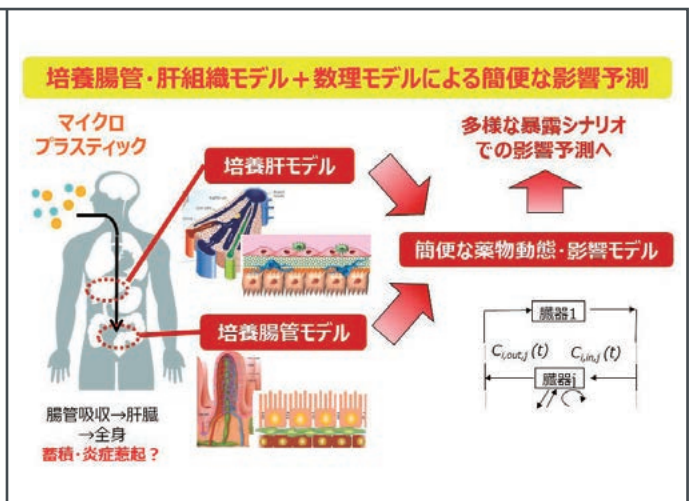 培養腸管・肝組織モデル＋数理モデルによる簡便な影響予測
マイクロ
プラスティック
培養肝モデル
培養腸管モデル
腸管吸収→肝臓
→全身
蓄積・炎症惹起？
多様な暴露シナリオ
での影響予測へ
簡便な薬物動態・影響モデル
臓器1
C_{i,out,j}(t) C_{i,in,j}(t)
臓器j